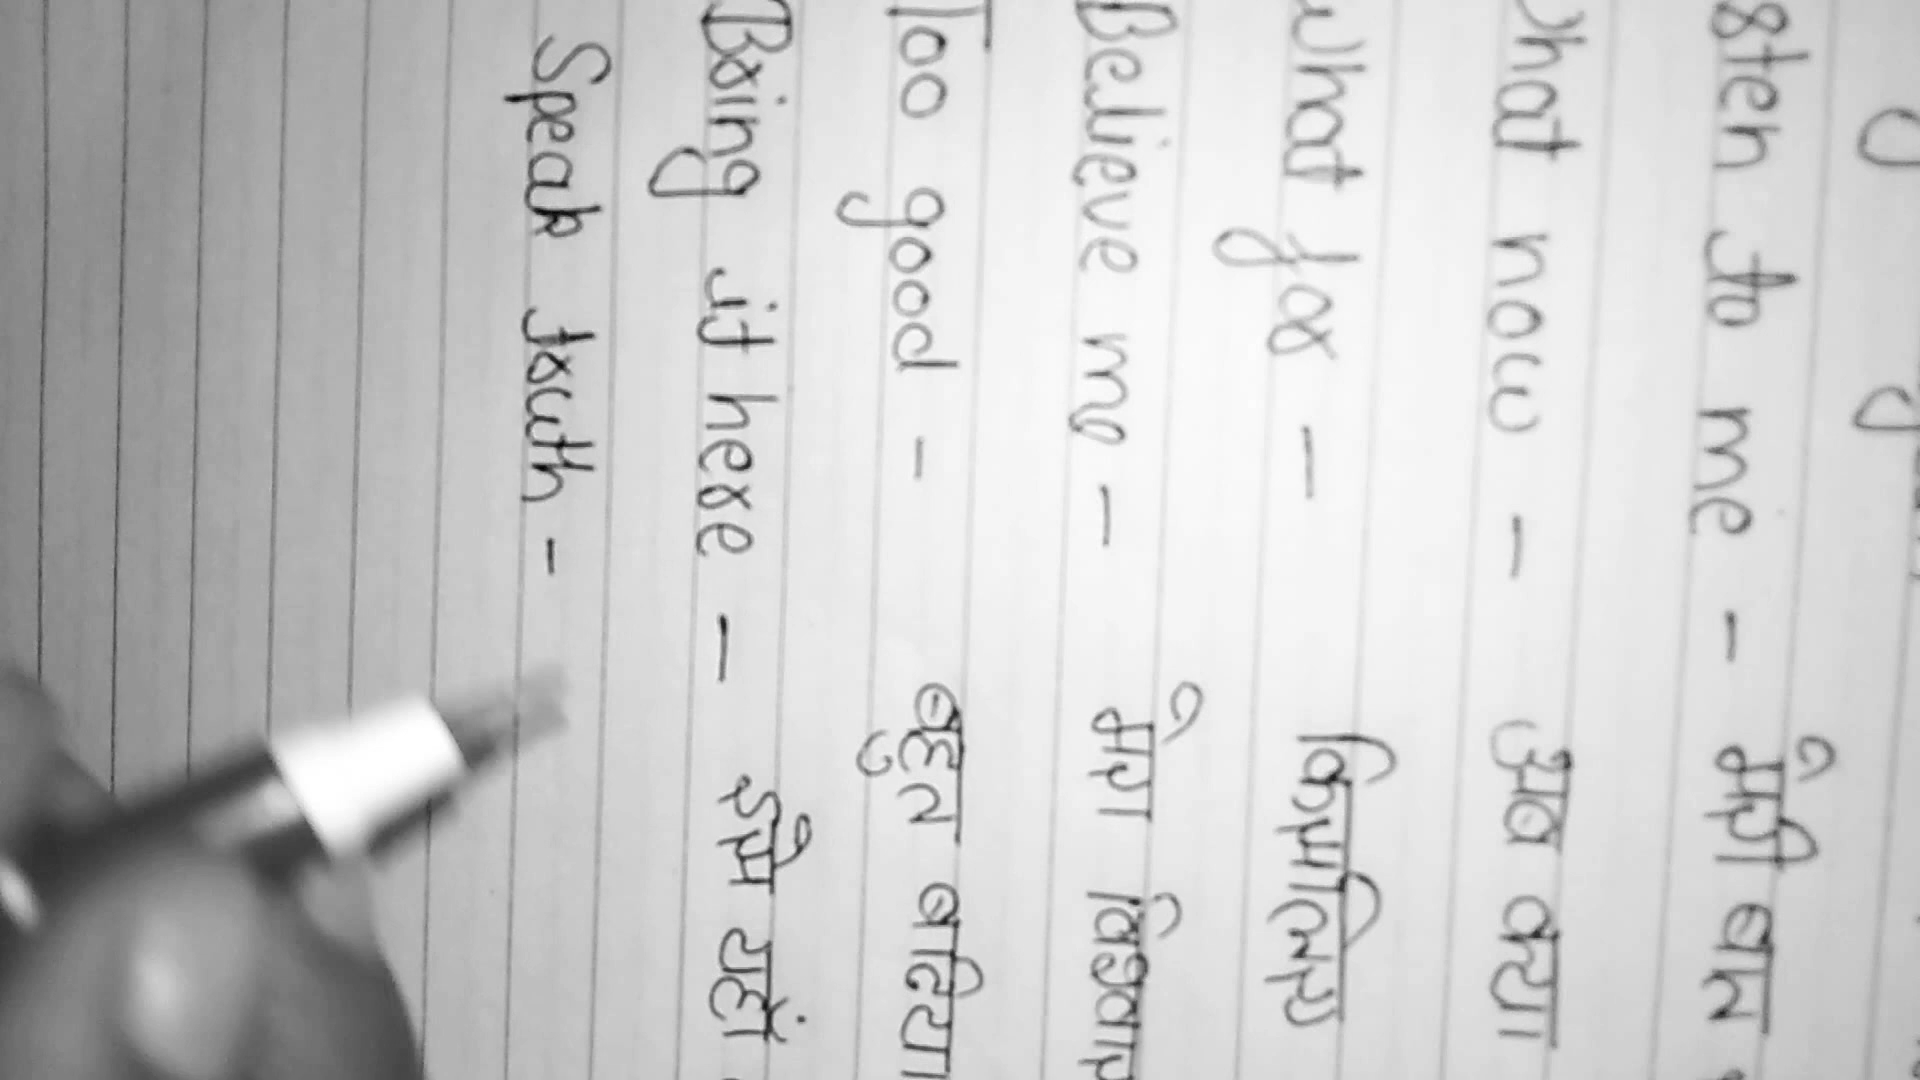 sten to me - मेरी बात
what now - अब क्या
what for - किसलिए
Believe me - मेरा विश्वास
Too good - बहुत बढिया
Bring it here - इसे यहाँ
Speak truth -